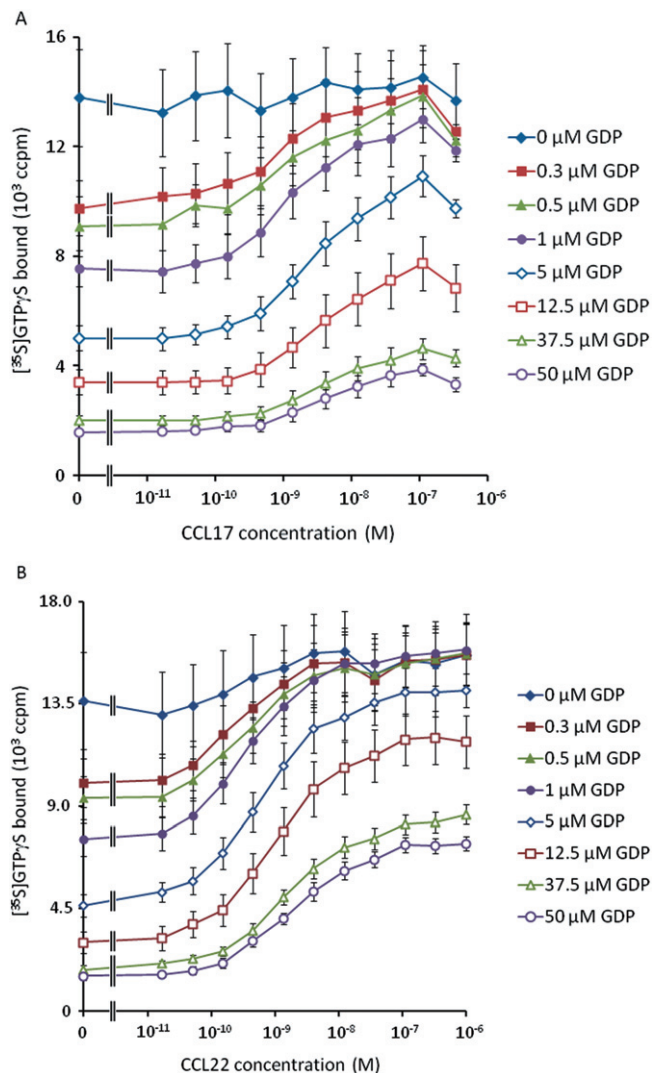 A
16
12
8
4
0
[³⁵S]GTPγS bound (10³ ccpm)
0 10⁻¹¹ 10⁻¹⁰ 10⁻⁹ 10⁻⁸ 10⁻⁷ 10⁻⁶
CCL17 concentration (M)
0 µM GDP
0.3 µM GDP
0.5 µM GDP
1 µM GDP
5 µM GDP
12.5 µM GDP
37.5 µM GDP
50 µM GDP
B
18.0
13.5
9.0
4.5
0
[³⁵S]GTPγS bound (10³ ccpm)
0 10⁻¹¹ 10⁻¹⁰ 10⁻⁹ 10⁻⁸ 10⁻⁷ 10⁻⁶
CCL22 concentration (M)
0 µM GDP
0.3 µM GDP
0.5 µM GDP
1 µM GDP
5 µM GDP
12.5 µM GDP
37.5 µM GDP
50 µM GDP